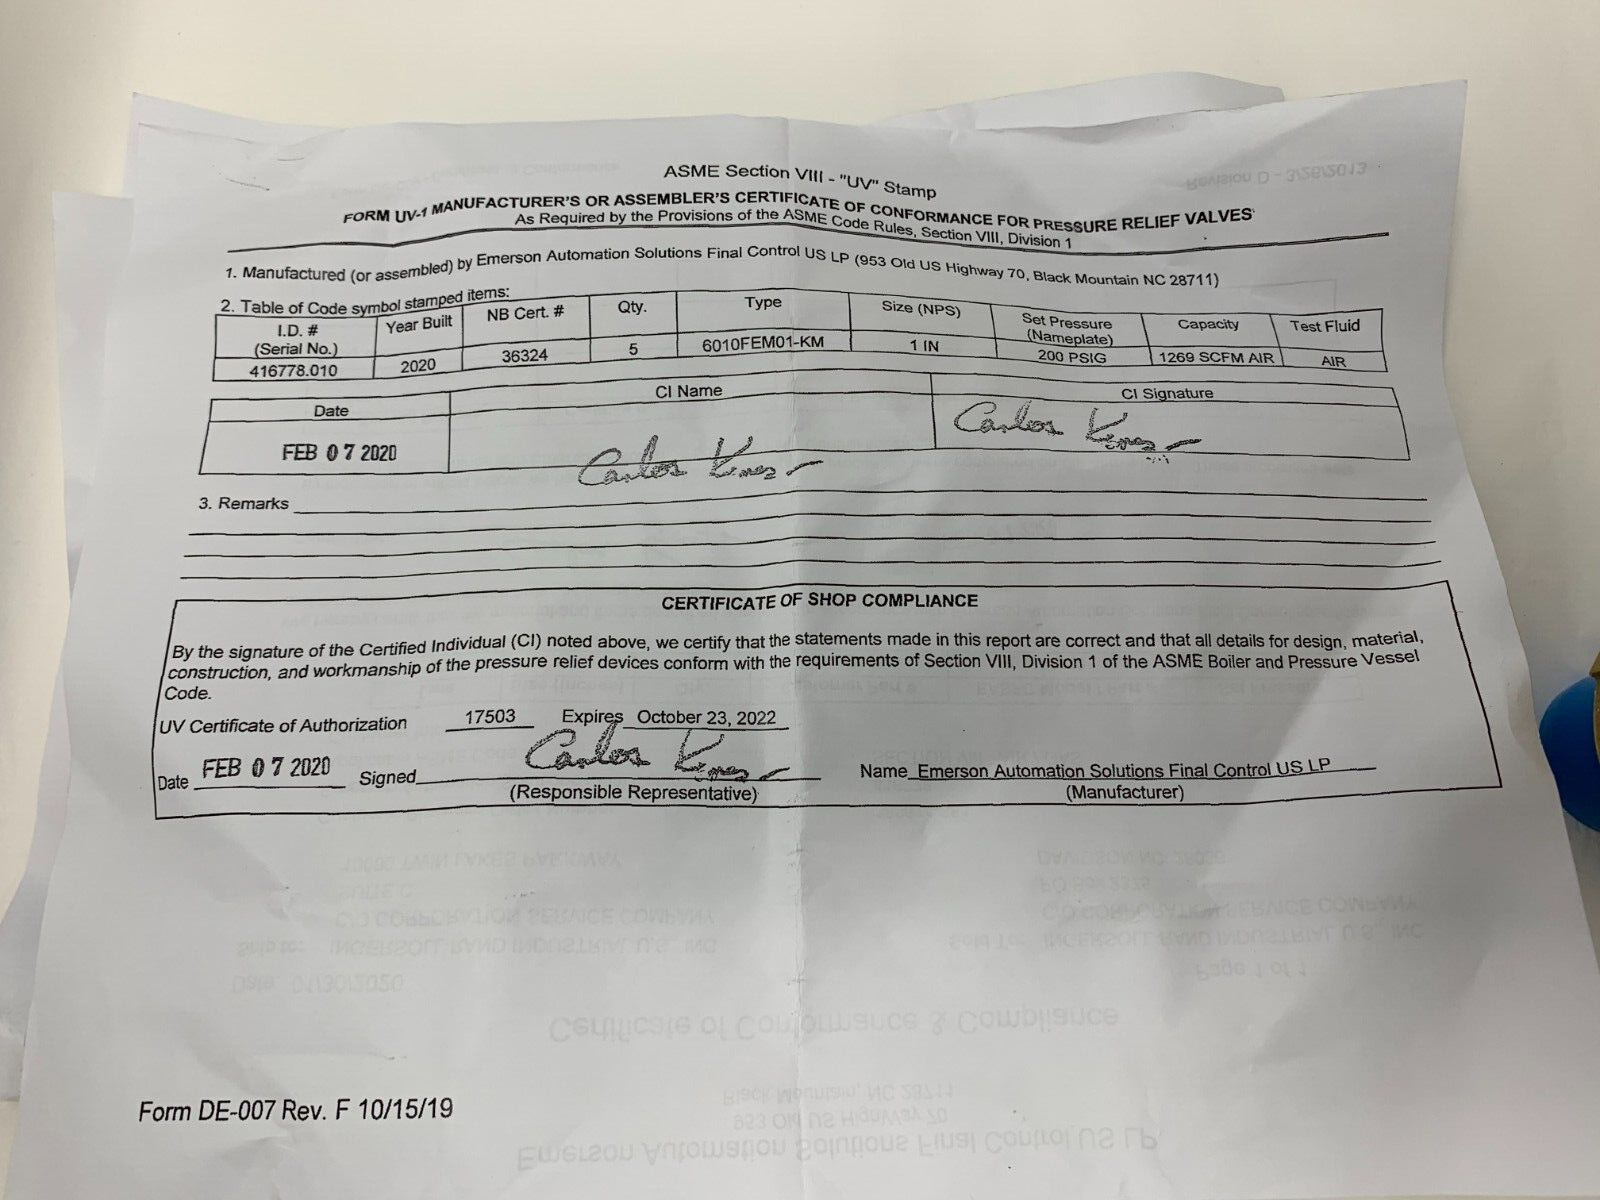 ASME Section VIII - "UV" Stamp
FORM UV-1 MANUFACTURER'S OR ASSEMBLER'S CERTIFICATE OF CONFORMANCE FOR PRESSURE RELIEF VALVES
As Required by the Provisions of the ASME Code Rules, Section VIII, Division 1
1. Manufactured (or assembled) by Emerson Automation Solutions Final Control US LP (953 Old US Highway 70, Black Mountain NC 28711)
2. Table of Code symbol stamped items:
I.D. # (Serial No.) Year Built NB Cert. # Qty. Type Size (NPS) Set Pressure (Nameplate) Capacity Test Fluid
416778.010 2020 36324 5 6010FEM01-KM 1 IN 200 PSIG 1269 SCFM AIR AIR
Date CI Name CI Signature
FEB 07 2020 Carlos Carlos
3. Remarks
CERTIFICATE OF SHOP COMPLIANCE
By the signature of the Certified Individual (CI) noted above, we certify that the statements made in this report are correct and that all details for design, material,
construction, and workmanship of the pressure relief devices conform with the requirements of Section VIII, Division 1 of the ASME Boiler and Pressure Vessel
Code.
UV Certificate of Authorization 17503 Expires October 23, 2022
Date FEB 07 2020 Signed Carlos Name Emerson Automation Solutions Final Control US LP
(Responsible Representative) (Manufacturer)
Form DE-007 Rev. F 10/15/19